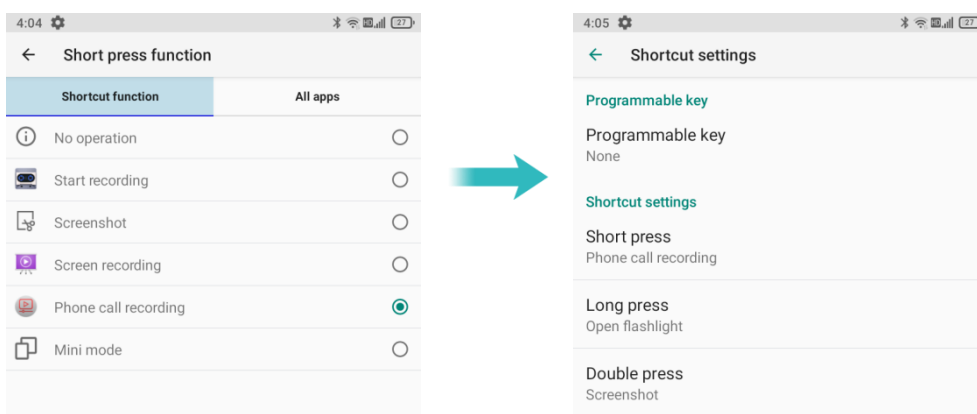 4:04
27
Short press function
Shortcut function
All apps
No operation
Start recording
Screenshot
Screen recording
Phone call recording
Mini mode
4:05
27
Shortcut settings
Programmable key
Programmable key
None
Shortcut settings
Short press
Phone call recording
Long press
Open flashlight
Double press
Screenshot